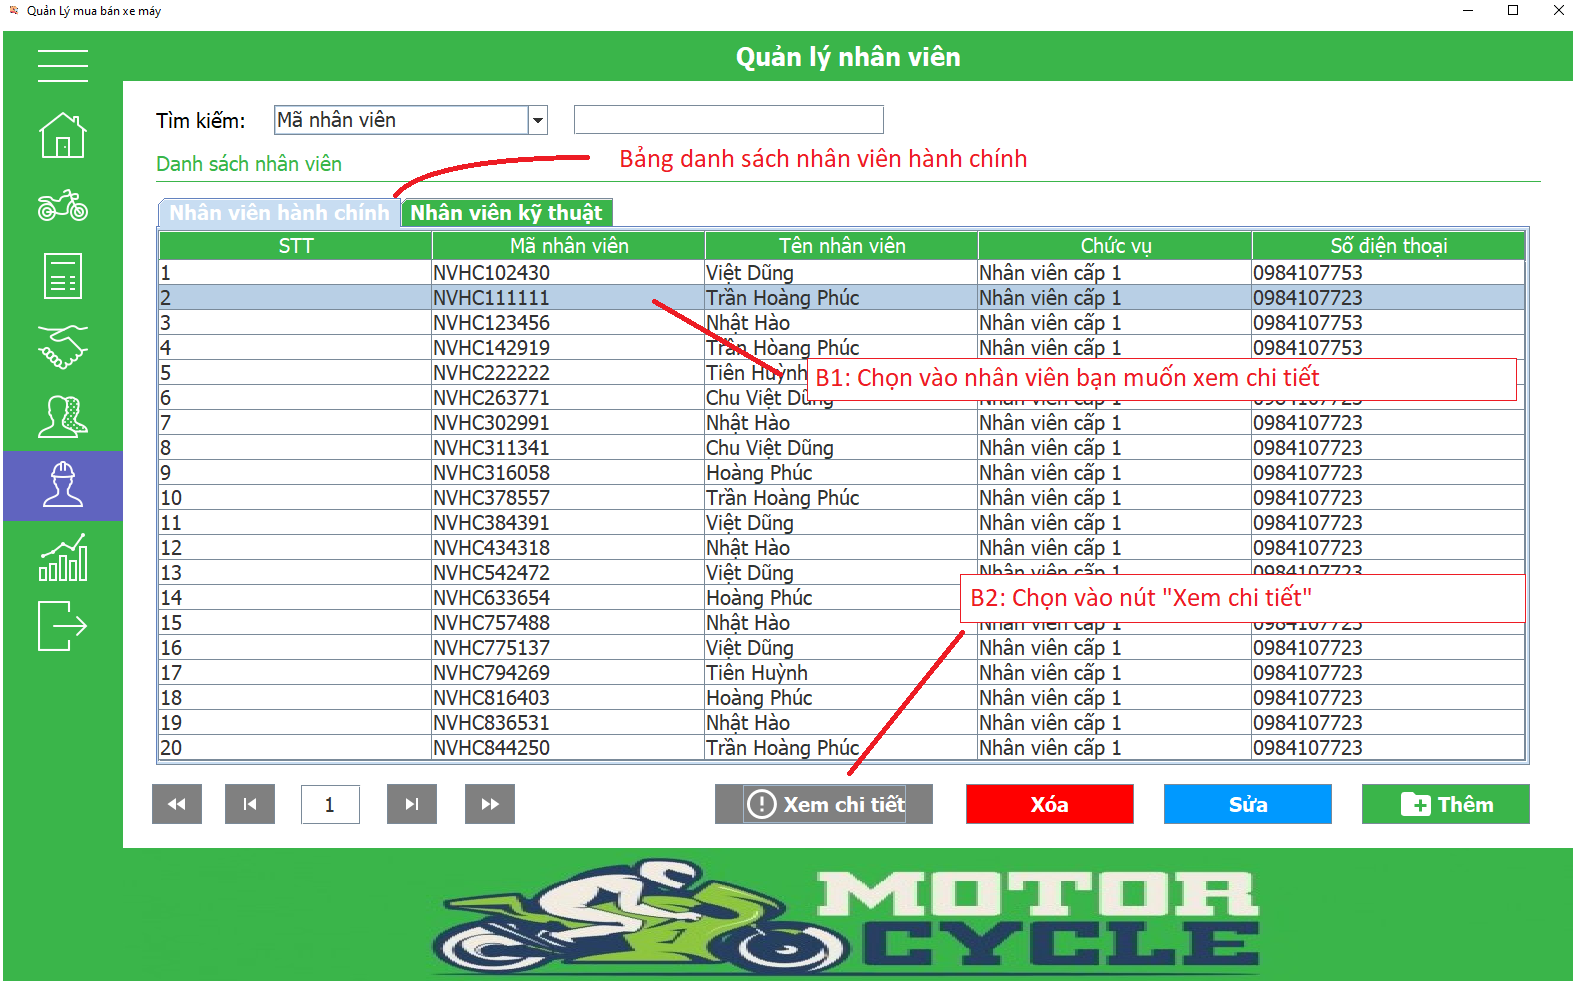 Quản Lý mua bán xe máy
Quản lý nhân viên
Tìm kiếm: Mã nhân viên
Danh sách nhân viên
Bảng danh sách nhân viên hành chính
Nhân viên hành chính Nhân viên kỹ thuật
STT Mã nhân viên Tên nhân viên Chức vụ Số điện thoại
1 NVHC102430 Việt Dũng Nhân viên cấp 1 0984107753
2 NVHC111111 Trần Hoàng Phúc Nhân viên cấp 1 0984107723
3 NVHC123456 Nhật Hào Nhân viên cấp 1 0984107753
4 NVHC142919 Trần Hòang Phúc Nhân viên cấp 1 0984107753
5 NVHC222222 Tiên Huỳnh
B1: Chọn vào nhân viên bạn muốn xem chi tiết
6 NVHC263771 Chu Việt Dũng Nhân viên cấp 1 0984107723
7 NVHC302991 Nhật Hào Nhân viên cấp 1 0984107723
8 NVHC311341 Chu Việt Dũng Nhân viên cấp 1 0984107723
9 NVHC316058 Hoàng Phúc Nhân viên cấp 1 0984107723
10 NVHC378557 Trần Hoàng Phúc Nhân viên cấp 1 0984107723
11 NVHC384391 Việt Dũng Nhân viên cấp 1 0984107723
12 NVHC434318 Nhật Hào Nhân viên cấp 1 0984107723
13 NVHC542472 Việt Dũng Nhân viên cấp 1 0984107723
14 NVHC633654 Hoàng Phúc
B2: Chọn vào nút "Xem chi tiết"
15 NVHC757488 Nhật Hào Nhân viên cấp 1 0984107723
16 NVHC775137 Việt Dũng Nhân viên cấp 1 0984107723
17 NVHC794269 Tiên Huỳnh Nhân viên cấp 1 0984107723
18 NVHC816403 Hoàng Phúc Nhân viên cấp 1 0984107723
19 NVHC836531 Nhật Hào Nhân viên cấp 1 0984107723
20 NVHC844250 Trần Hoàng Phúc Nhân viên cấp 1 0984107723
1 Xem chi tiết Xóa Sửa Thêm
MOTOR
CYCLE